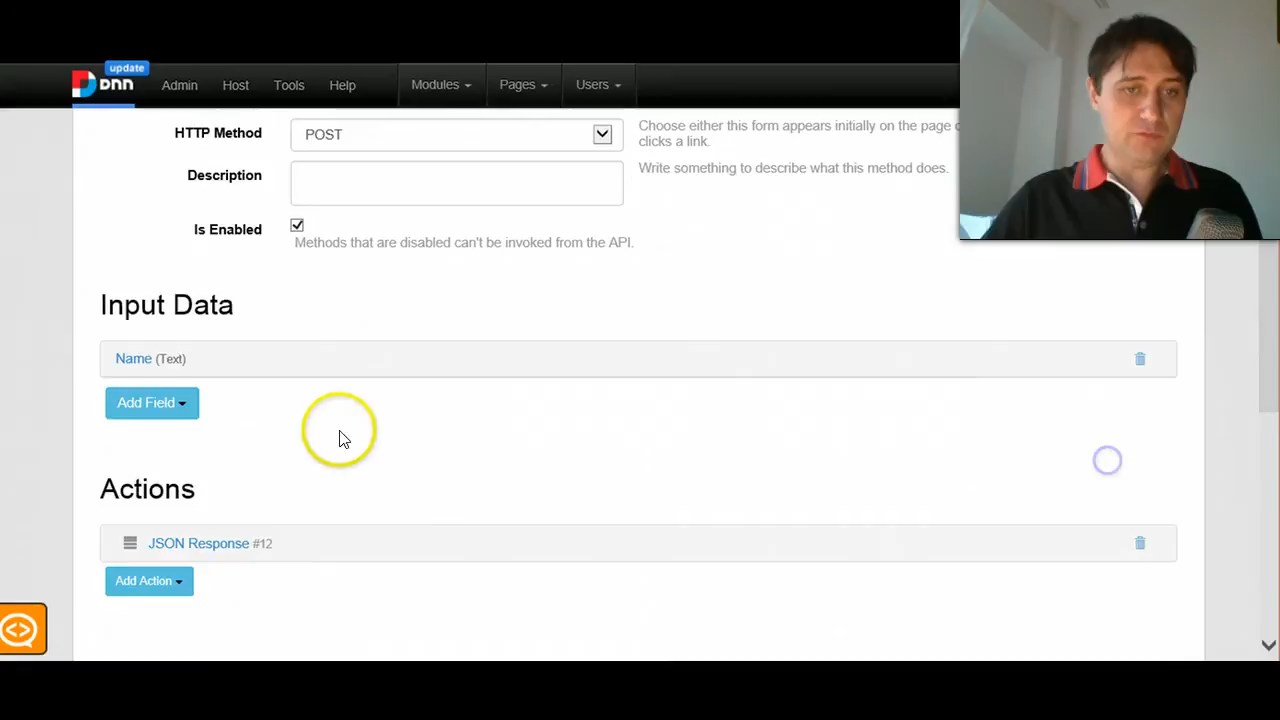 update
DNN Admin Host Tools Help Modules Pages Users
HTTP Method POST Choose either this form appears initially on the page
clicks a link.
Description Write something to describe what this method does.
Is Enabled
Methods that are disabled can't be invoked from the API.
Input Data
Name (Text)
Add Field
Actions
JSON Response #12
Add Action